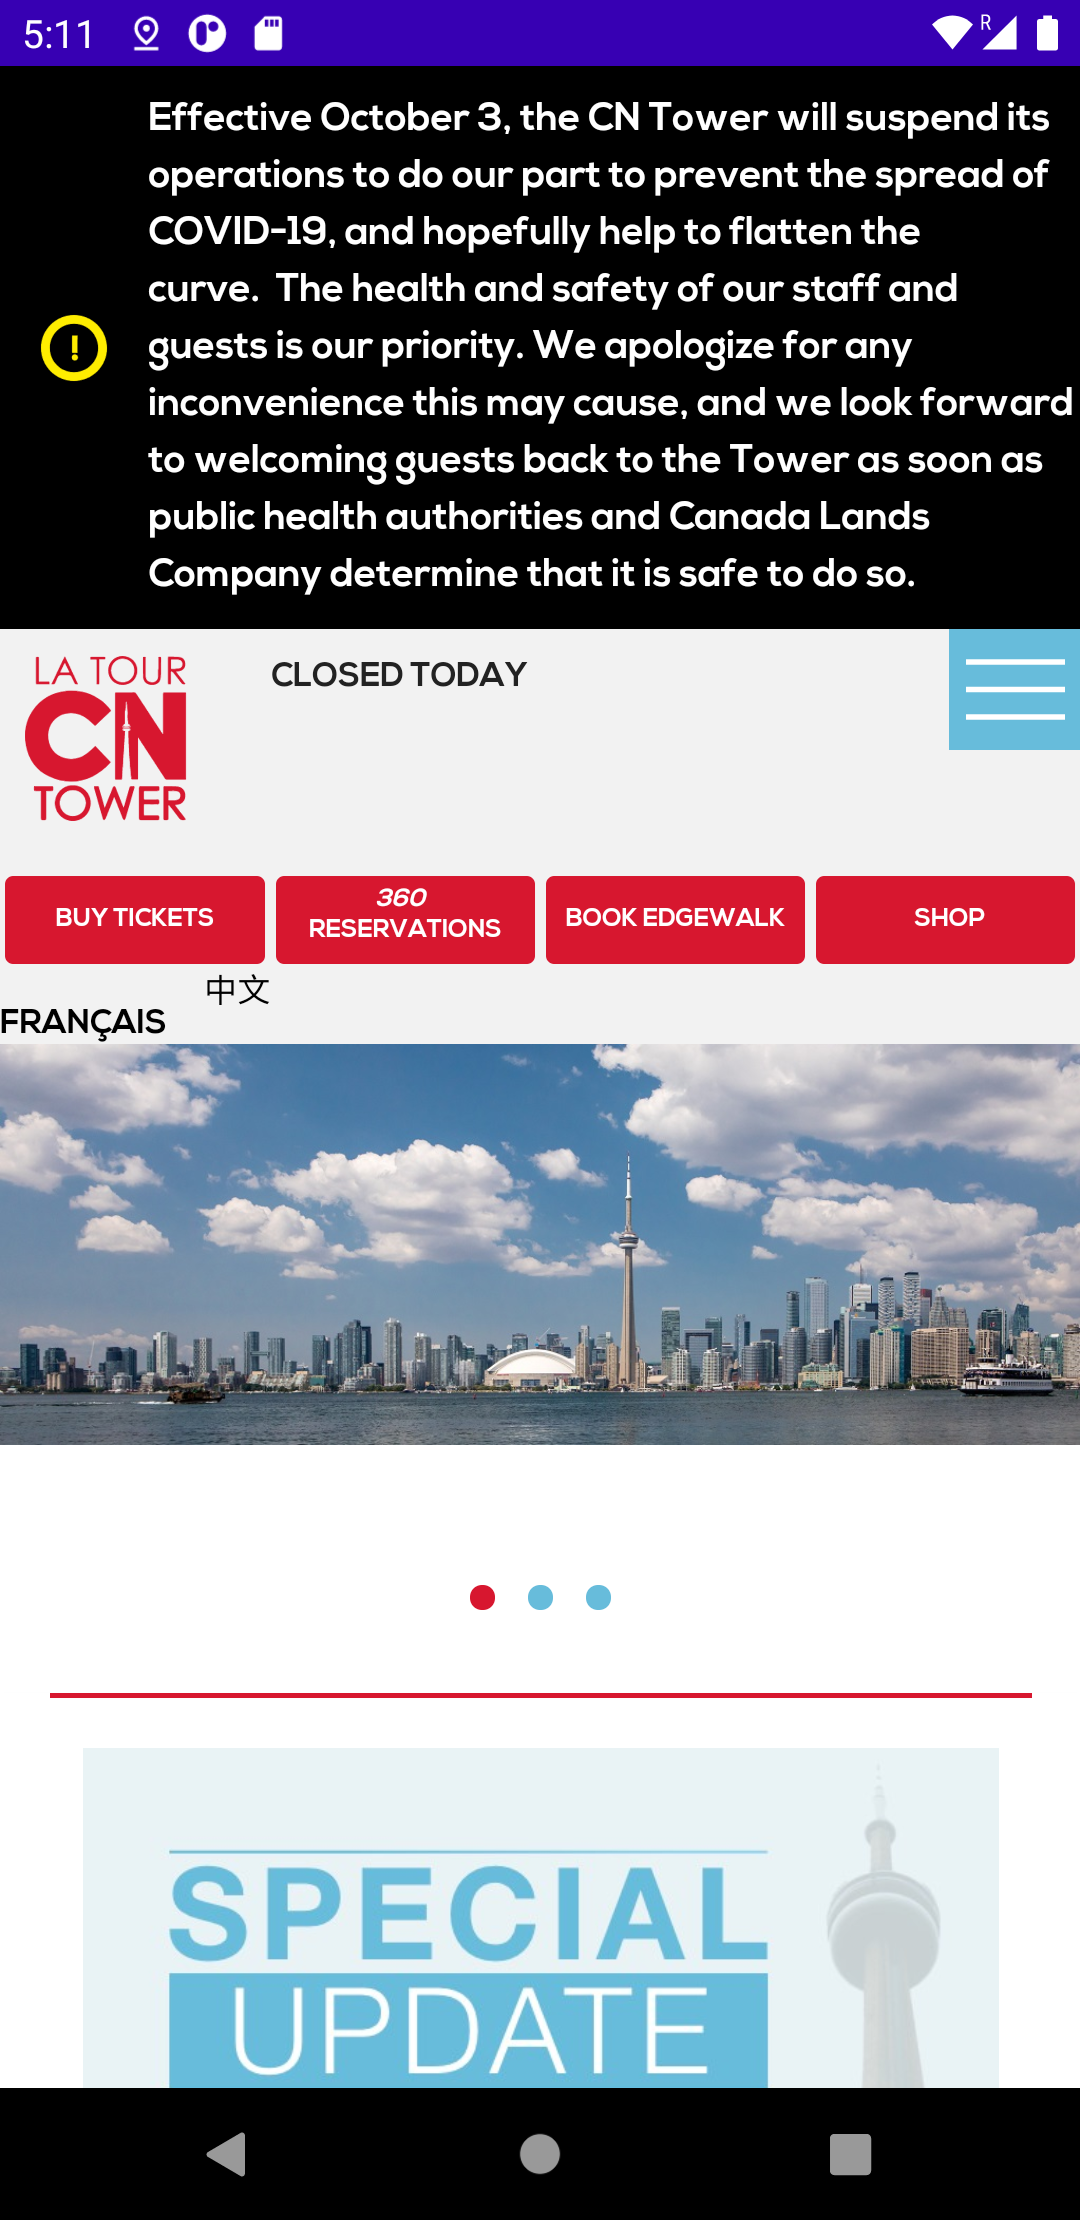 5:11
R
Effective October 3, the CN Tower will suspend its
operations to do our part to prevent the spread of
COVID-19, and hopefully help to flatten the
curve.  The health and safety of our staff and
guests is our priority. We apologize for any
inconvenience this may cause, and we look forward
to welcoming guests back to the Tower as soon as
public health authorities and Canada Lands
Company determine that it is safe to do so.
LA TOUR
CN
TOWER
CLOSED TODAY
BUY TICKETS
360
RESERVATIONS
BOOK EDGEWALK
SHOP
中文
FRANÇAIS
SPECIAL
UPDATE